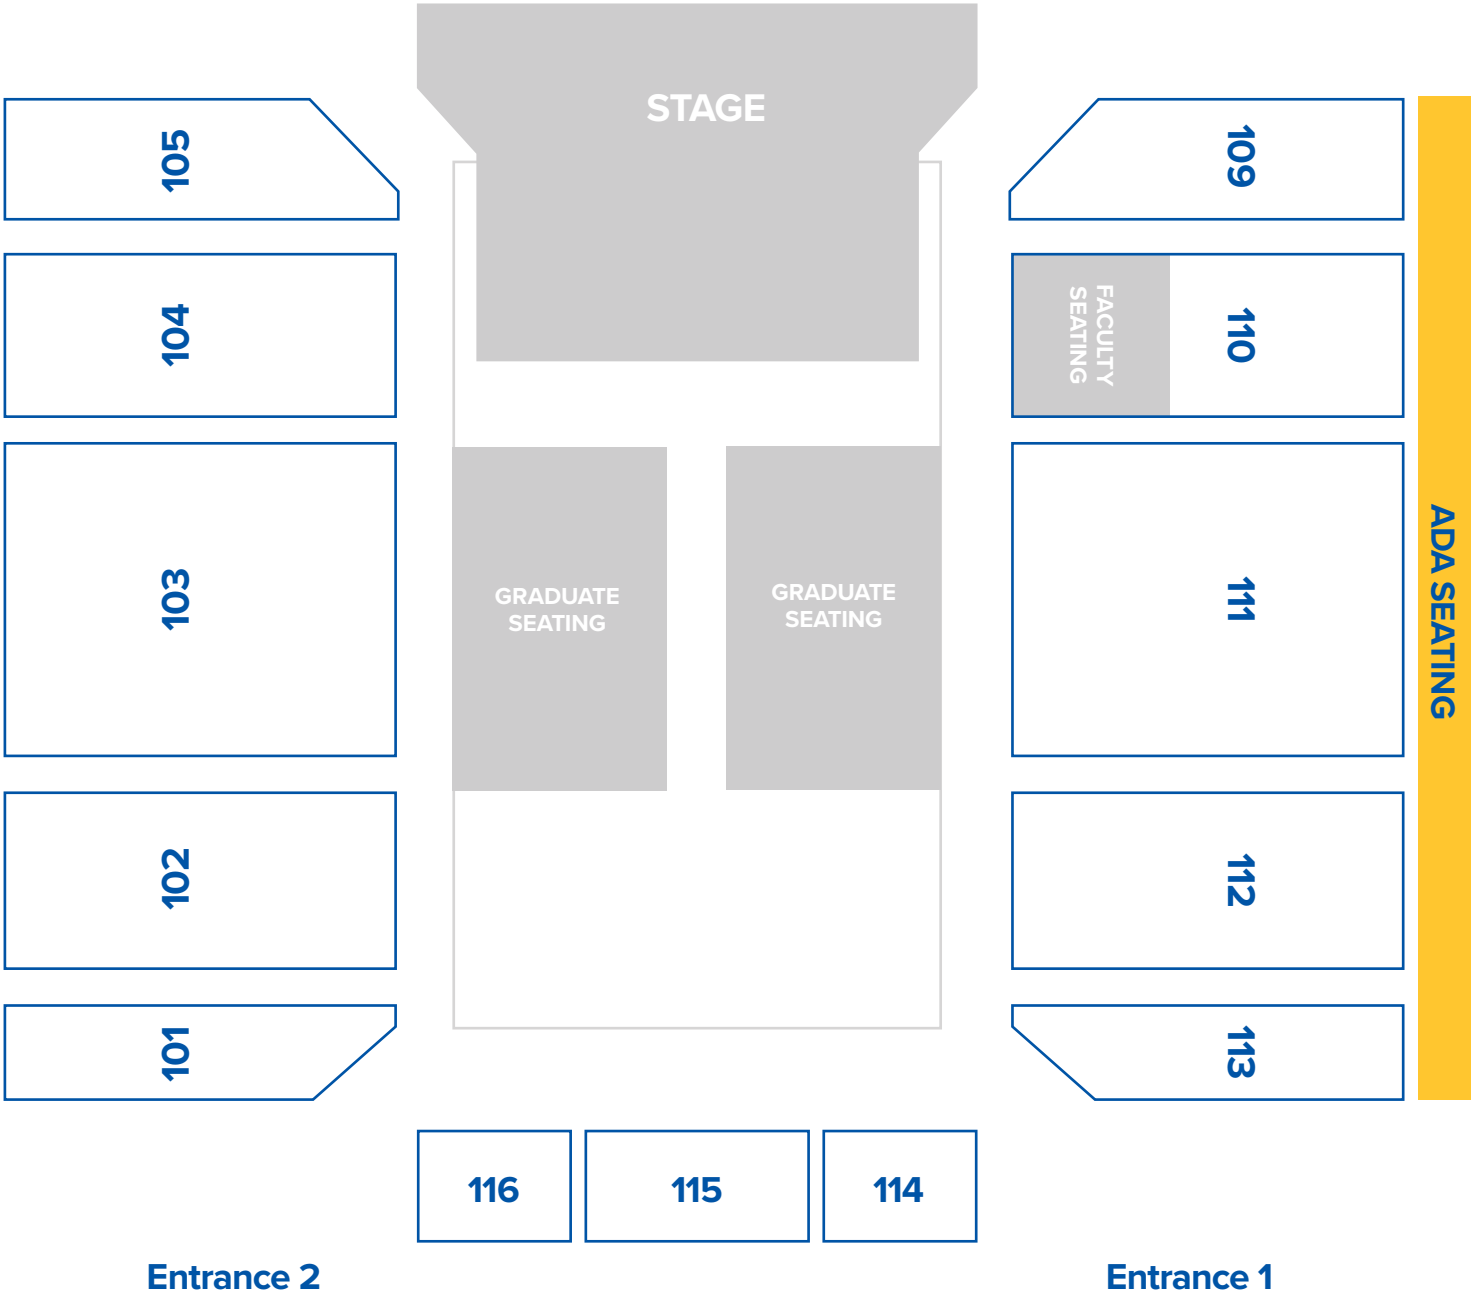 STAGE
105
109
104
FACULTY
SEATING
110
103
GRADUATE
SEATING
GRADUATE
SEATING
111
ADA SEATING
102
112
101
113
116
115
114
Entrance 2
Entrance 1